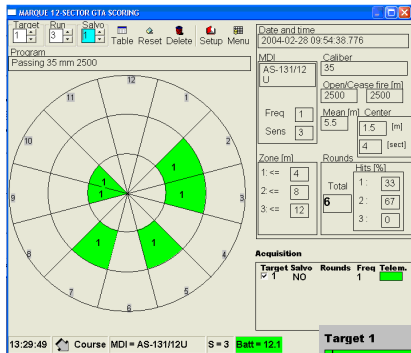 MARQUE 12-SECTOR GTA SCORING
Target Run Salvo
1 3 1 Table Reset Delete Setup Menu
Program
Passing 35 mm 2500
12
11 1
10 2
9 3
8 4
7 5
6
1
1
1
1
1
1
Date and time
2004-02-28 09:54:38.776
MDI Caliber
AS-131/12U 35
Open/Cease fire [m]
2500 2500
Freq 1
Sens 3
Mean [m] Center
5.5 1.5 [m]
4 [sect]
Zone [m] Rounds
1: <= 4
2: <= 8
3: <= 12
Hits [%]
Total 6
1: 33
2: 67
3: 0
Acquisition
Target Salvo Rounds Freq Telem.
1 NO 1
13:29:49 Course MDI = AS-131/12U S = 3 Batt = 12.1
Target 1